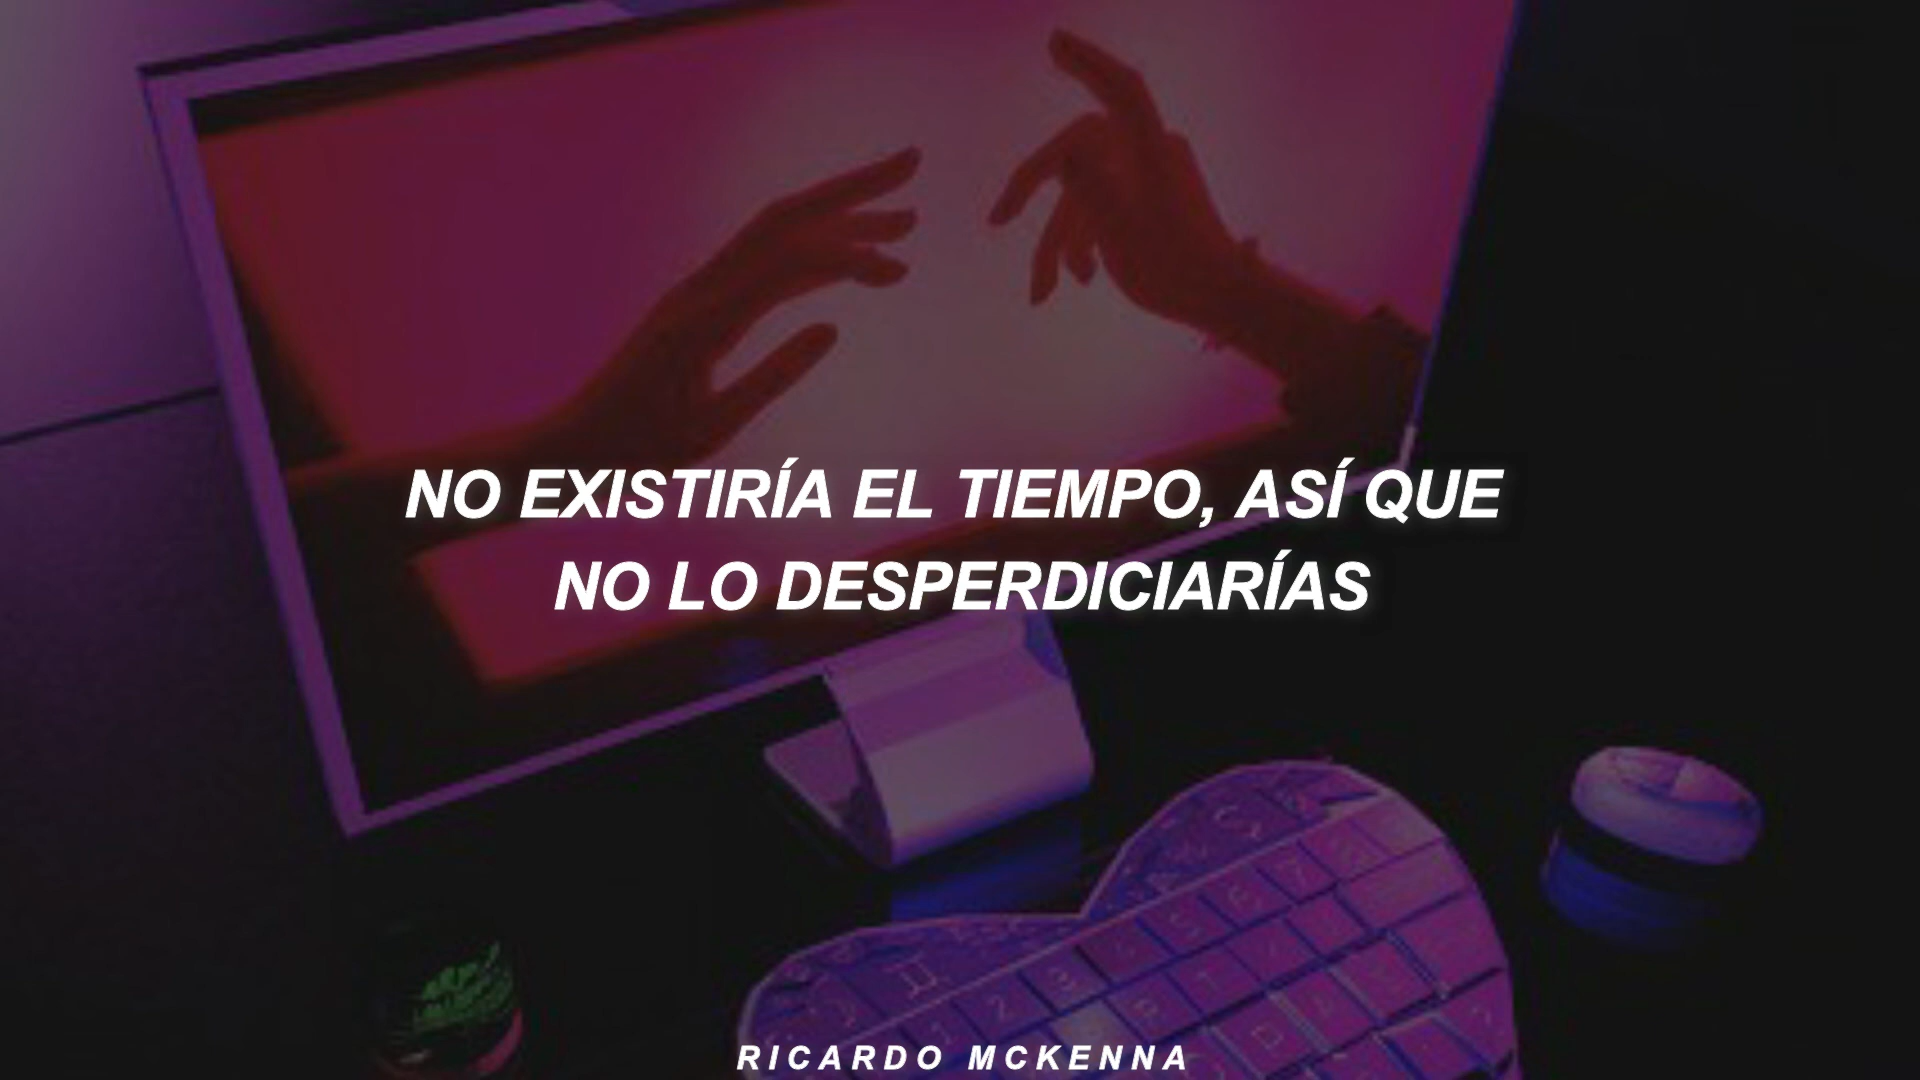 NO EXISTIRÍA EL TIEMPO, ASÍ QUE
NO LO DESPERDICIARÍAS
RICARDO MCKENNA